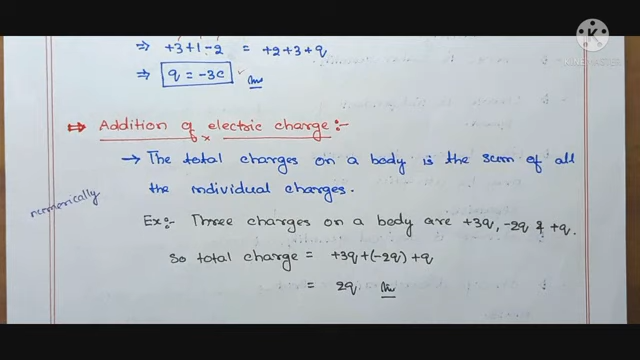 ⇒ +3+1-2 = +2+3+q
⇒ q = -3c Ans
⇒ Addition of electric charge:-
→ The total charges on a body is the sum of all
numerically
the individual charges.
Ex:- Three charges on a body are +3q, -2q & +q.
So total charge = +3q+(-2q)+q
= 2q Ans
K
KINEMASTER